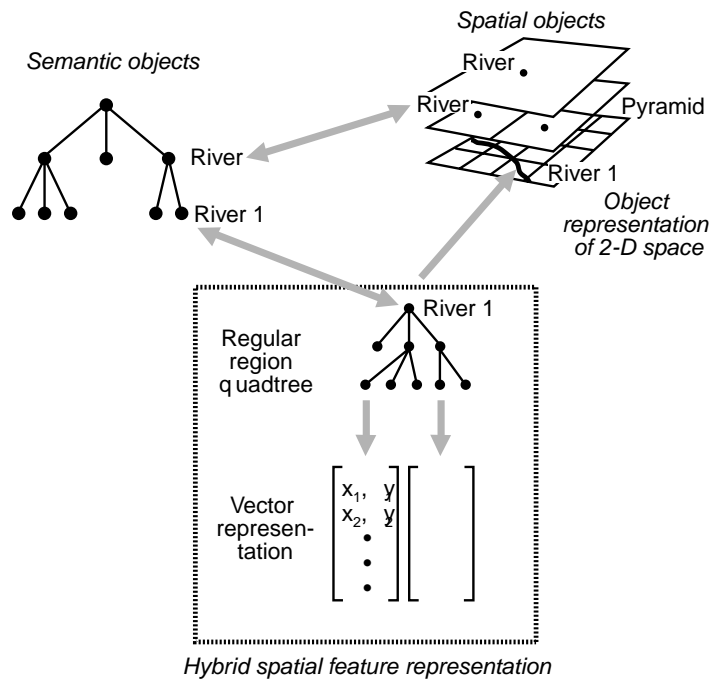 Semantic objects
River
River 1
Spatial objects
River
River
Pyramid
River 1
Object
representation
of 2-D space
River 1
Regular
region
quadtree
Vector
represen-
tation
x1, y1
x2, y2
Hybrid spatial feature representation